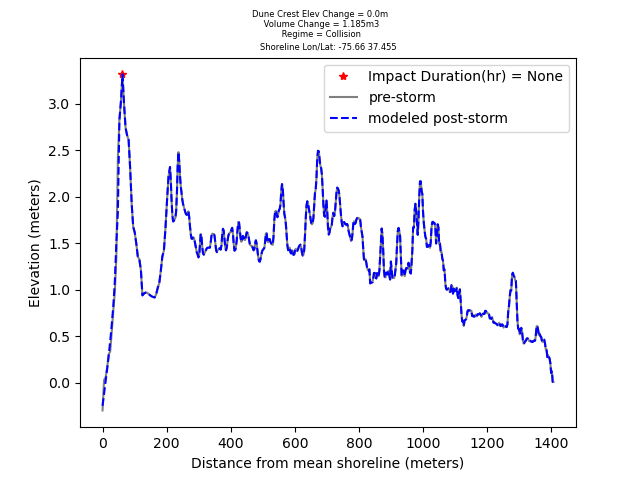 Dune Crest Elev Change = 0.0m
Volume Change = 1.185m3
Regime = Collision
Shoreline Lon/Lat: -75.66 37.455
Impact Duration(hr) = None
pre-storm
modeled post-storm
Elevation (meters)
3.0
2.5
2.0
1.5
1.0
0.5
0.0
0 200 400 600 800 1000 1200 1400
Distance from mean shoreline (meters)